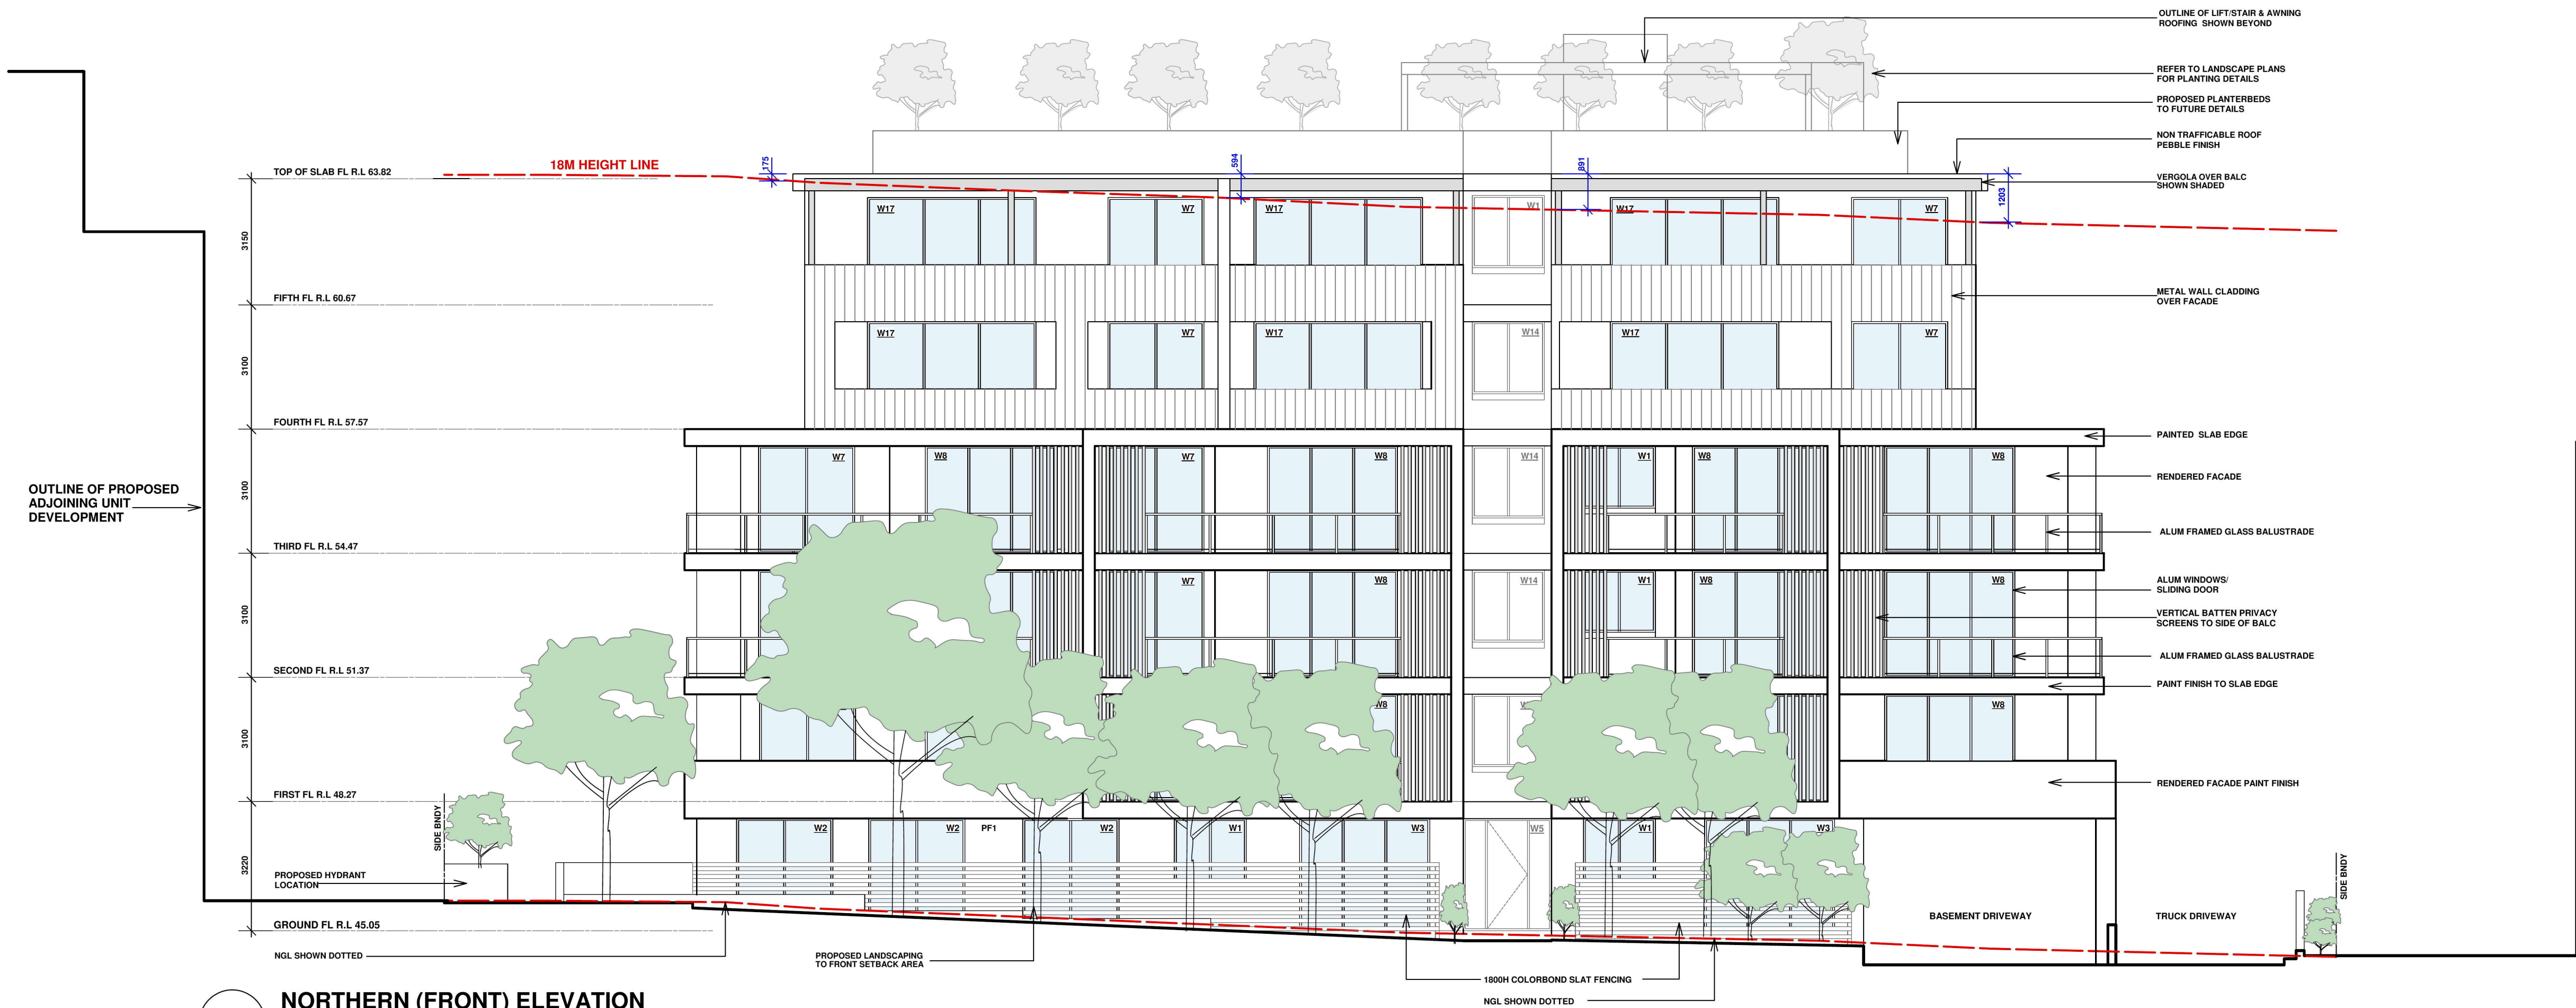 OUTLINE OF LIFT/STAIR & AWNING
ROOFING SHOWN BEYOND
REFER TO LANDSCAPE PLANS
FOR PLANTING DETAILS
PROPOSED PLANTERBEDS
TO FUTURE DETAILS
NON TRAFFICABLE ROOF
PEBBLE FINISH
VERGOLA OVER BALC
SHOWN SHADED
18M HEIGHT LINE
175
594
891
1203
TOP OF SLAB FL R.L 63.82
W17
W7
W17
W1
W17
W7
3150
METAL WALL CLADDING
OVER FACADE
FIFTH FL R.L 60.67
W17
W7
W17
W14
W17
W7
3100
FOURTH FL R.L 57.57
PAINTED SLAB EDGE
W7
W8
W7
W8
W14
W1
W8
W8
RENDERED FACADE
3100
OUTLINE OF PROPOSED
ADJOINING UNIT
DEVELOPMENT
ALUM FRAMED GLASS BALUSTRADE
THIRD FL R.L 54.47
W7
W8
W14
W1
W8
W8
ALUM WINDOWS/
SLIDING DOOR
3100
VERTICAL BATTEN PRIVACY
SCREENS TO SIDE OF BALC
ALUM FRAMED GLASS BALUSTRADE
SECOND FL R.L 51.37
PAINT FINISH TO SLAB EDGE
W8
W8
3100
RENDERED FACADE PAINT FINISH
FIRST FL R.L 48.27
SIDE BNDY
W2
W2
PF1
W2
W1
W3
W5
W1
W3
3220
PROPOSED HYDRANT
LOCATION
SIDE BNDY
BASEMENT DRIVEWAY
TRUCK DRIVEWAY
GROUND FL R.L 45.05
NGL SHOWN DOTTED
PROPOSED LANDSCAPING
TO FRONT SETBACK AREA
1800H COLORBOND SLAT FENCING
NGL SHOWN DOTTED
NORTHERN (FRONT) ELEVATION